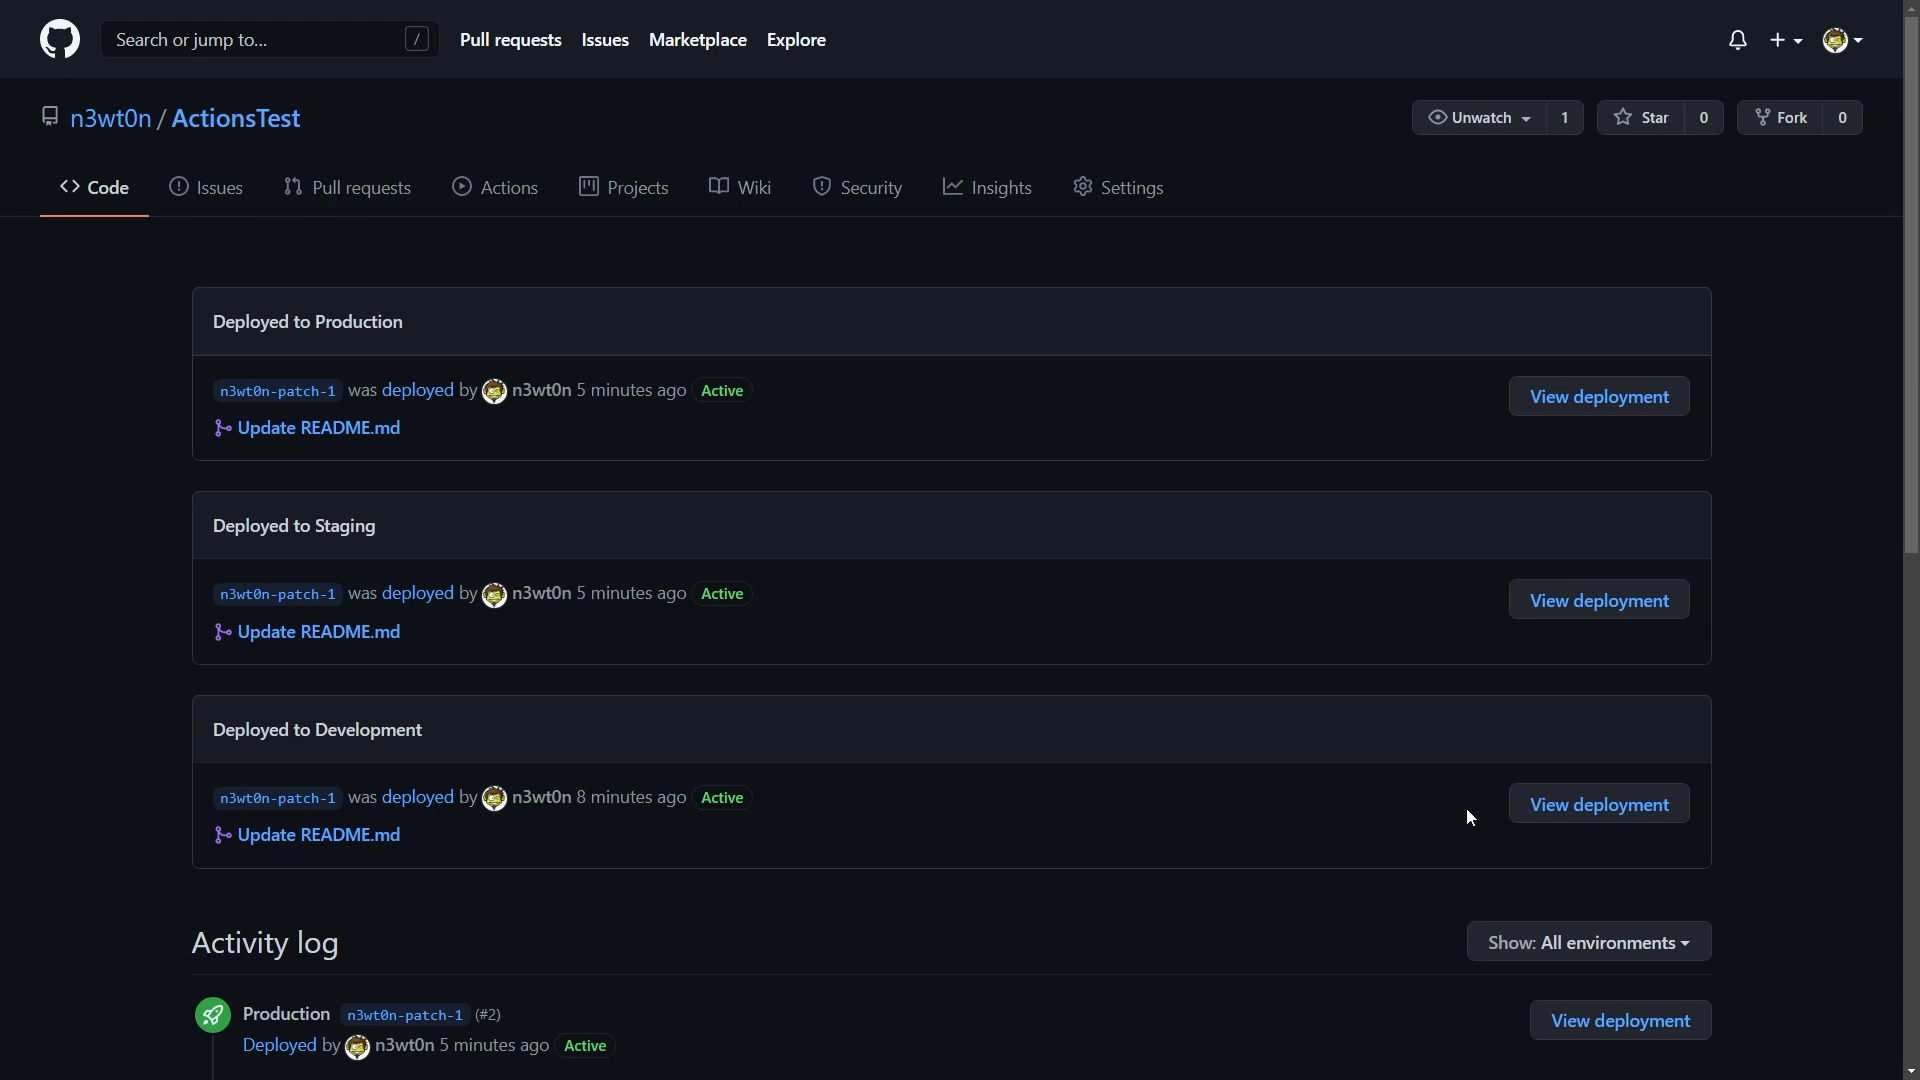 Search or jump to... / Pull requests Issues Marketplace Explore
n3wt0n / ActionsTest Unwatch 1 Star 0 Fork 0
Code Issues Pull requests Actions Projects Wiki Security Insights Settings
Deployed to Production
n3wt0n-patch-1 was deployed by n3wt0n 5 minutes ago Active View deployment
Update README.md
Deployed to Staging
n3wt0n-patch-1 was deployed by n3wt0n 5 minutes ago Active View deployment
Update README.md
Deployed to Development
n3wt0n-patch-1 was deployed by n3wt0n 8 minutes ago Active View deployment
Update README.md
Activity log Show: All environments
Production n3wt0n-patch-1 (#2) View deployment
Deployed by n3wt0n 5 minutes ago Active